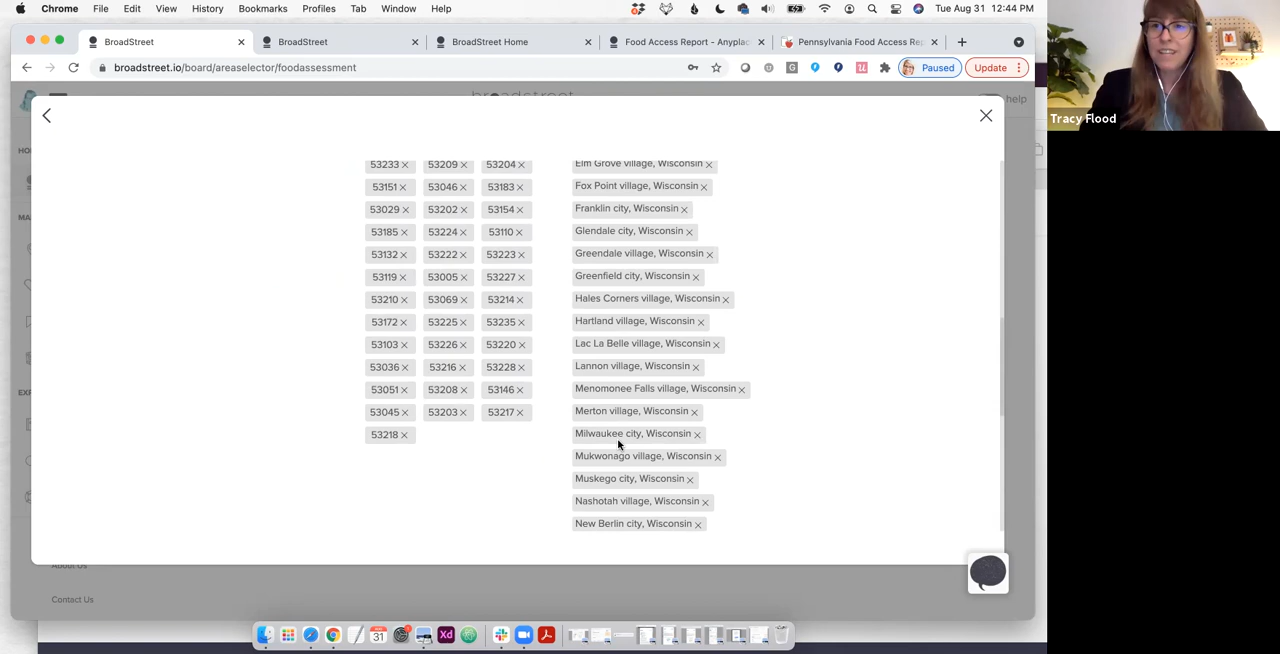 Chrome File Edit View History Bookmarks Profiles Tab Window Help
Tue Aug 31 12:44 PM
BroadStreet
BroadStreet
Food Access Report - Anyplac
Pennsylvania Food Access Rep
broadstreet.io/board/areaselector/foodassessment
Paused
Update
Tracy Flood
help
53233 × 53209 × 53204 × Elm Grove village, Wisconsin ×
53151 × 53046 × 53183 × Fox Point village, Wisconsin ×
53029 × 53202 × 53154 × Franklin city, Wisconsin ×
53185 × 53224 × 53110 × Glendale city, Wisconsin ×
53132 × 53222 × 53223 × Greendale village, Wisconsin ×
53119 × 53005 × 53227 × Greenfield city, Wisconsin ×
53210 × 53069 × 53214 × Hales Corners village, Wisconsin ×
53172 × 53225 × 53235 × Hartland village, Wisconsin ×
53103 × 53226 × 53220 × Lac La Belle village, Wisconsin ×
53036 × 53216 × 53228 × Lannon village, Wisconsin ×
53051 × 53208 × 53146 × Menomonee Falls village, Wisconsin ×
53045 × 53203 × 53217 × Merton village, Wisconsin ×
53218 × Milwaukee city, Wisconsin ×
Mukwonago village, Wisconsin ×
Muskego city, Wisconsin ×
Nashotah village, Wisconsin ×
New Berlin city, Wisconsin ×
About Us
Contact Us